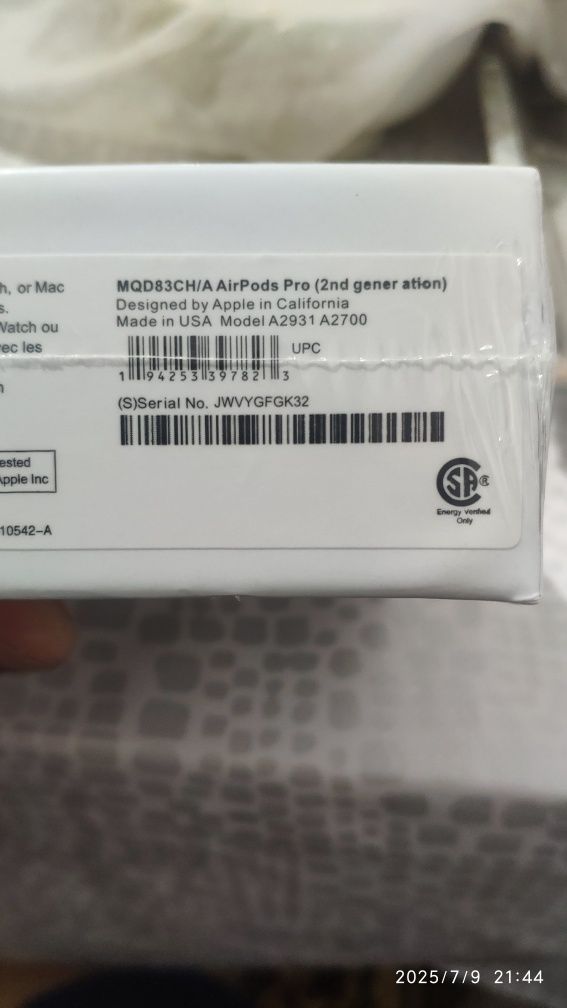 h, or Mac
s.
Watch ou
vec les
n
ested
Apple Inc
10542-A
MQD83CH/A AirPods Pro (2nd gener ation)
Designed by Apple in California
Made in USA Model A2931 A2700
UPC
1 94253 39782 3
(S)Serial No. JWVYGFGK32
SA®
Energy Verified
Only
2025/7/9 21:44